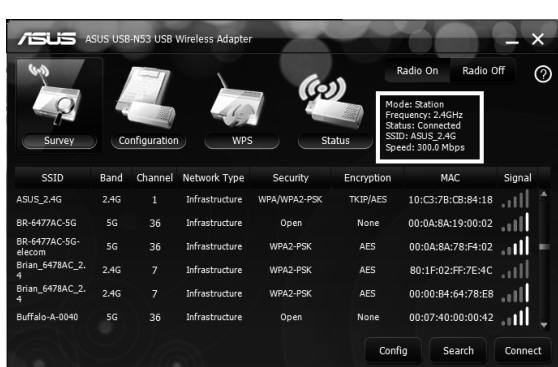 ASUS ASUS USB-N53 USB Wireless Adapter
Radio On Radio Off
Mode: Station
Frequency: 2.4GHz
Status: Connected
SSID: ASUS_2.4G
Speed: 300.0 Mbps
Survey Configuration WPS Status
SSID Band Channel Network Type Security Encryption MAC Signal
ASUS_2.4G 2.4G 1 Infrastructure WPA/WPA2-PSK TKIP/AES 10:C3:7B:CB:84:18
BR-6477AC-5G 5G 36 Infrastructure Open None 00:0A:8A:19:00:02
BR-6477AC-5G-
elecom 5G 36 Infrastructure WPA2-PSK AES 00:0A:8A:78:F4:02
Brian_6478AC_2.
4 2.4G 7 Infrastructure WPA2-PSK AES 80:1F:02:FF:7E:4C
Brian_6478AC_2.
4 2.4G 7 Infrastructure WPA2-PSK AES 00:00:B4:64:78:E8
Buffalo-A-0040 5G 36 Infrastructure Open None 00:07:40:00:00:42
Config Search Connect